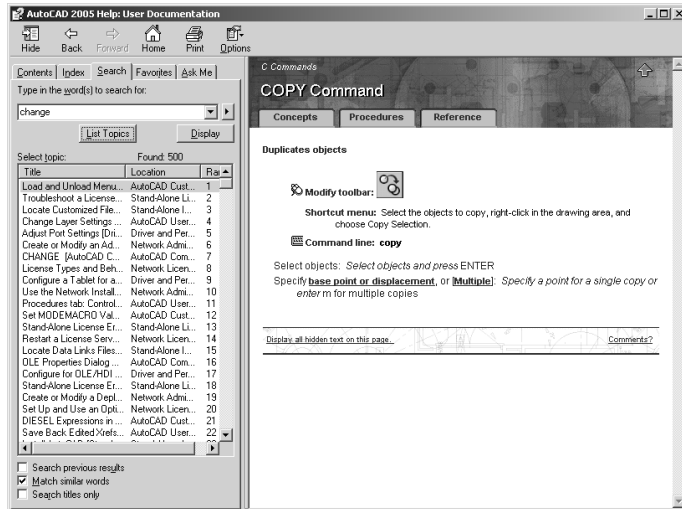 AutoCAD 2005 Help: User Documentation
Hide Back Forward Home Print Options
Contents Index Search Favorites Ask Me
Type in the word(s) to search for:
change
List Topics Display
Select topic: Found: 500
Title Location Ra
Load and Unload Menu... AutoCAD Cust... 1
Troubleshoot a License... Stand-Alone Li... 2
Locate Customized File... Stand-Alone I... 3
Change Layer Settings ... AutoCAD User... 4
Adjust Port Settings [Dri... Driver and Per... 5
Create or Modify an Ad... Network Admi... 6
CHANGE [AutoCAD C... AutoCAD Com... 7
License Types and Beh... Network Licen... 8
Configure a Tablet for a... Driver and Per... 9
Use the Network Install... Network Admi... 10
Procedures tab: Control... AutoCAD User... 11
Set MODEMACRO Val... AutoCAD Cust... 12
Stand-Alone License Er... Stand-Alone Li... 13
Restart a License Serv... Network Licen... 14
Locate Data Links Files... Stand-Alone I... 15
OLE Properties Dialog ... AutoCAD Com... 16
Configure for OLE/HDI ... Driver and Per... 17
Stand-Alone License Er... Stand-Alone Li... 18
Create or Modify a Depl... Network Admi... 19
Set Up and Use an Opti... Network Licen... 20
DIESEL Expressions in ... AutoCAD Cust... 21
Save Back Edited Xrefs... AutoCAD User... 22
Search previous results
Match similar words
Search titles only
C Commands
COPY Command
Concepts Procedures Reference
Duplicates objects
Modify toolbar:
Shortcut menu: Select the objects to copy, right-click in the drawing area, and
choose Copy Selection.
Command line: copy
Select objects: Select objects and press ENTER
Specify base point or displacement, or [Multiple]: Specify a point for a single copy or
enter m for multiple copies
Display all hidden text on this page. Comments?